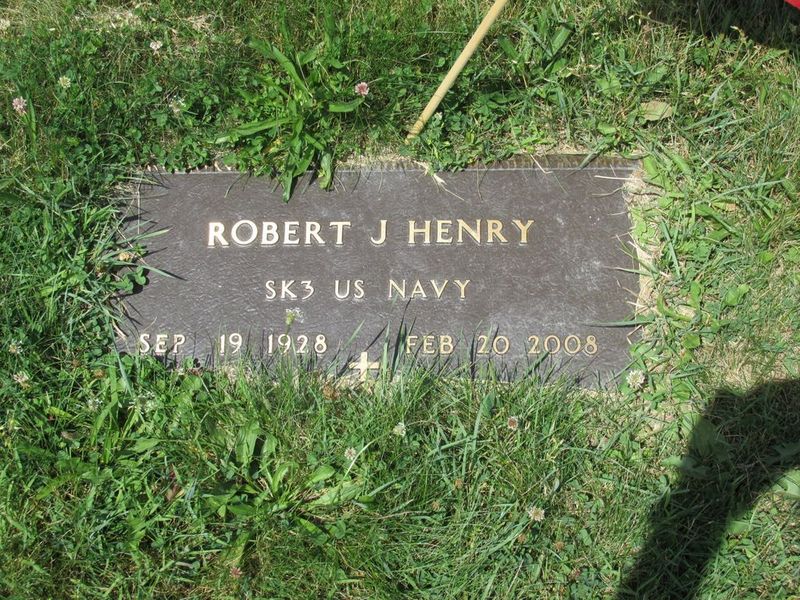 ROBERT J HENRY
SK3 US NAVY
SEP 19 1928 FEB 20 2008